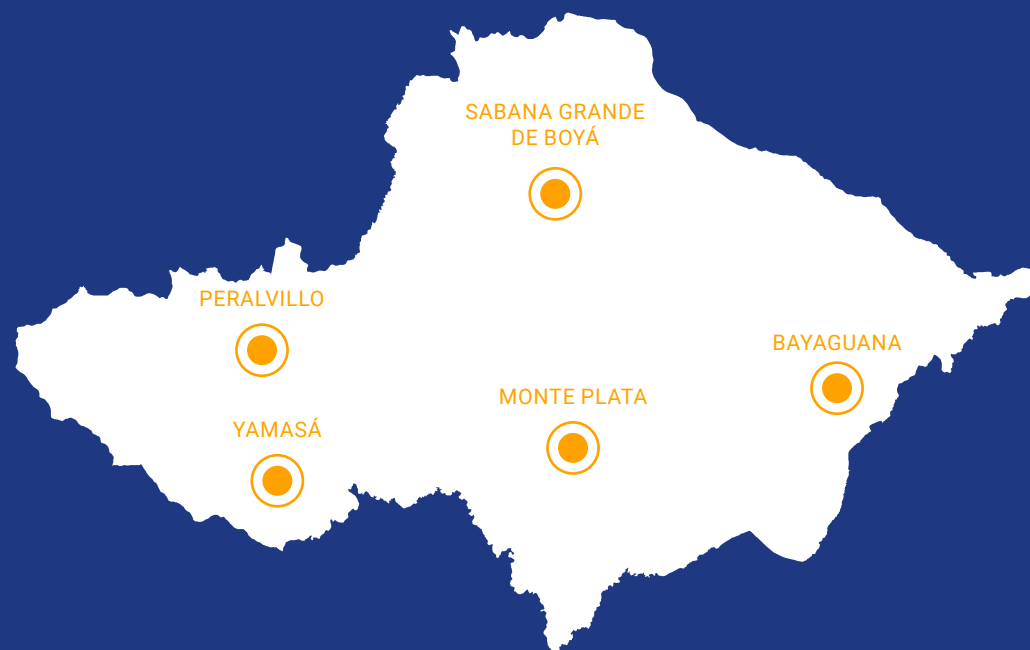 SABANA GRANDE
DE BOYÁ
PERALVILLO
BAYAGUANA
MONTE PLATA
YAMASÁ